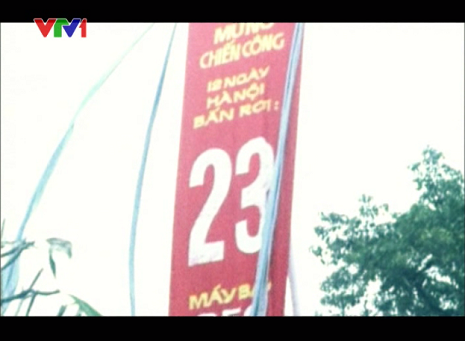 VTV1
MỪNG
CHIẾN CÔNG
12 NGÀY
HÀ NỘI
BẮN RƠI:
23
MÁY BAY